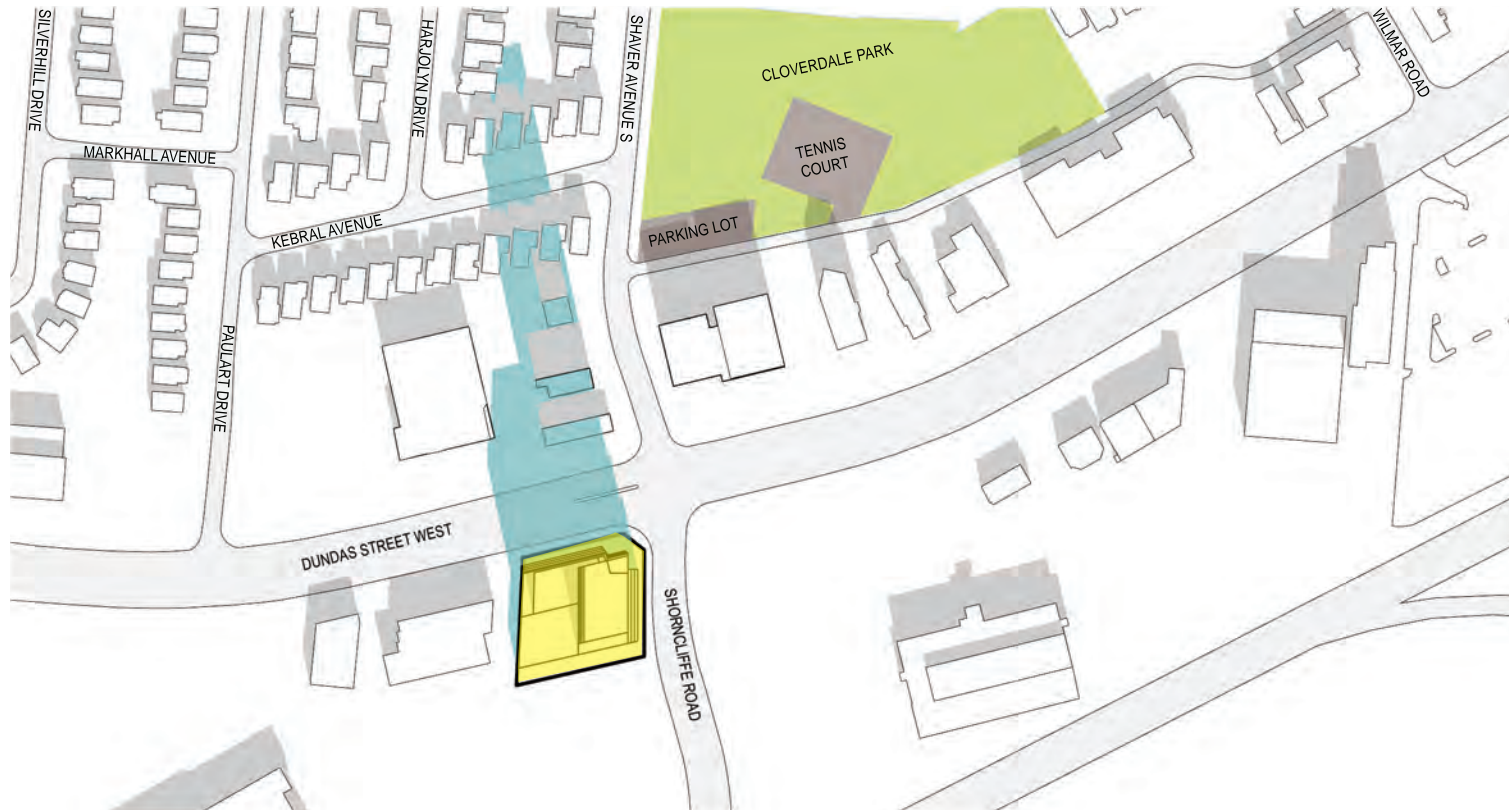 SILVERHILL DRIVE
HARJOLYN DRIVE
SHAVER AVENUE S
CLOVERDALE PARK
WILMAR ROAD
MARKHALL AVENUE
TENNIS
COURT
KEBRAL AVENUE
PARKING LOT
PAULART DRIVE
DUNDAS STREET WEST
SHORNCLIFFE ROAD